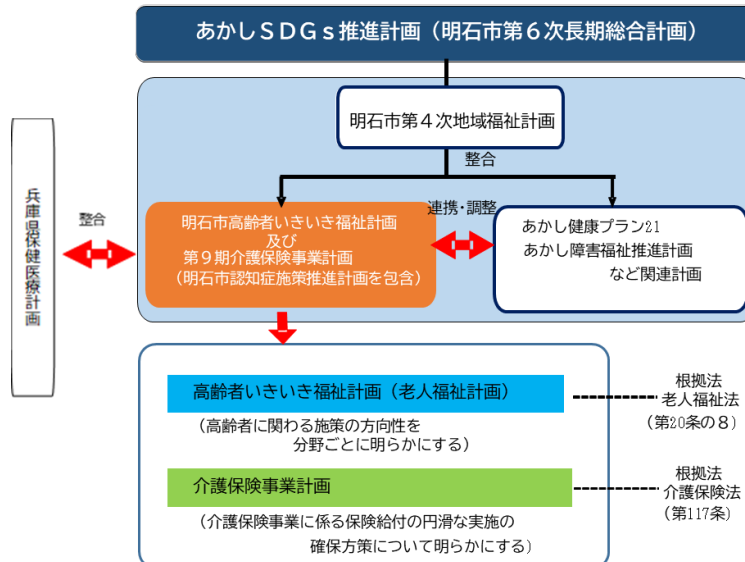 あかしＳＤＧｓ推進計画（明石市第６次長期総合計画）
明石市第４次地域福祉計画
整合
兵庫県保健医療計画
整合
明石市高齢者いきいき福祉計画
及び
第９期介護保険事業計画
（明石市認知症施策推進計画を包含）
連携・調整
あかし健康プラン21
あかし障害福祉推進計画
など関連計画
高齢者いきいき福祉計画（老人福祉計画）
（高齢者に関わる施策の方向性を
分野ごとに明らかにする）
根拠法
老人福祉法
（第20条の８）
介護保険事業計画
（介護保険事業に係る保険給付の円滑な実施の
確保方策について明らかにする）
根拠法
介護保険法
（第117条）